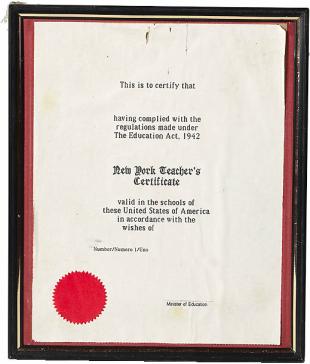 This is to certify that
having complied with the
regulations made under
The Education Act, 1942
New York Teacher's
Certificate
valid in the schools of
these United States of America
in accordance with the
wishes of
Number/Numero 1/Uno
Minister of Education